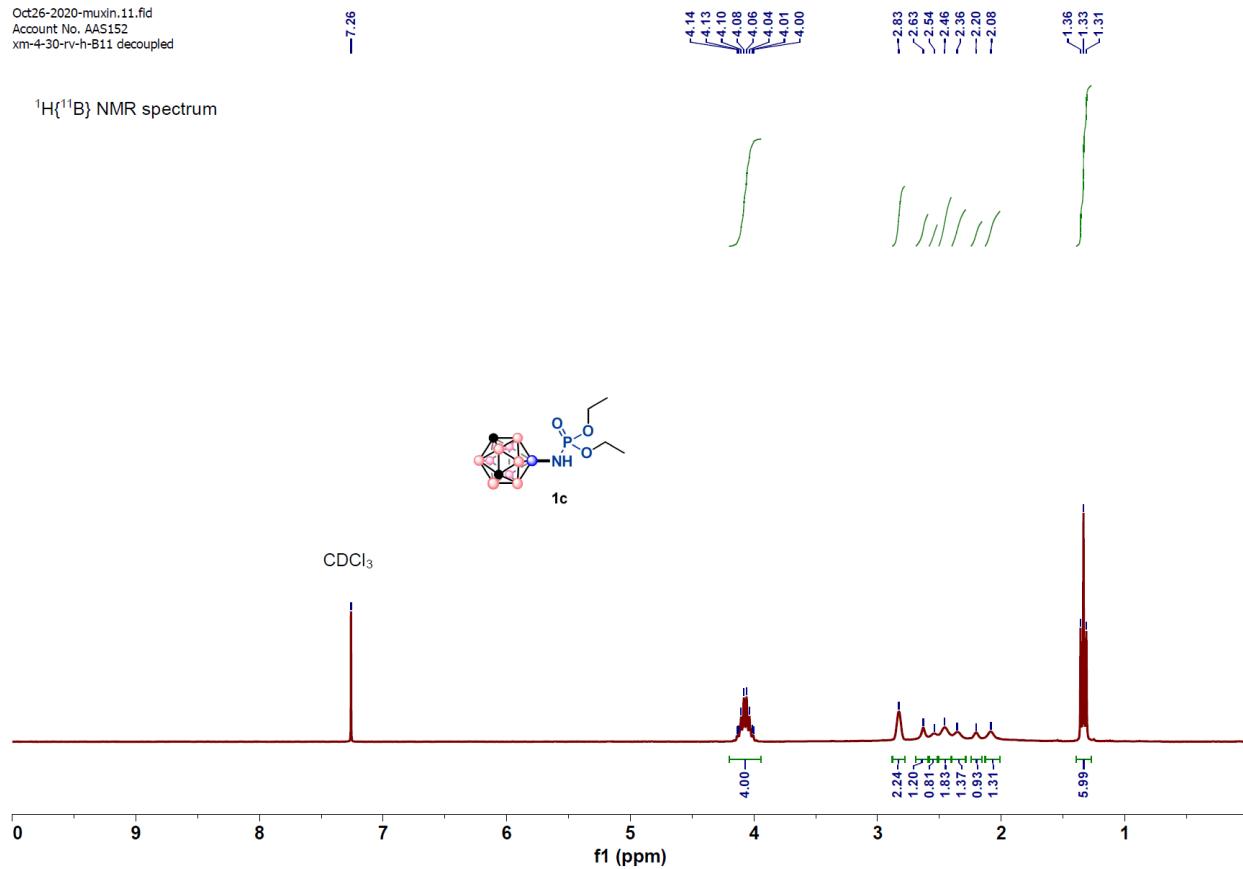 Oct26-2020-muxin.11.fid
Account No. AAS152
xm-4-30-rv-h-B11 decoupled
7.26
4.14
4.13
4.10
4.08
4.06
4.04
4.01
4.00
2.83
2.63
2.54
2.46
2.36
2.20
2.08
1.36
1.33
1.31
¹H{¹¹B} NMR spectrum
O
P
O
O
NH
1c
CDCl₃
4.00
2.24
1.20
0.81
1.83
1.37
0.93
1.31
5.99
0 9 8 7 6 5 4 3 2 1
f1 (ppm)